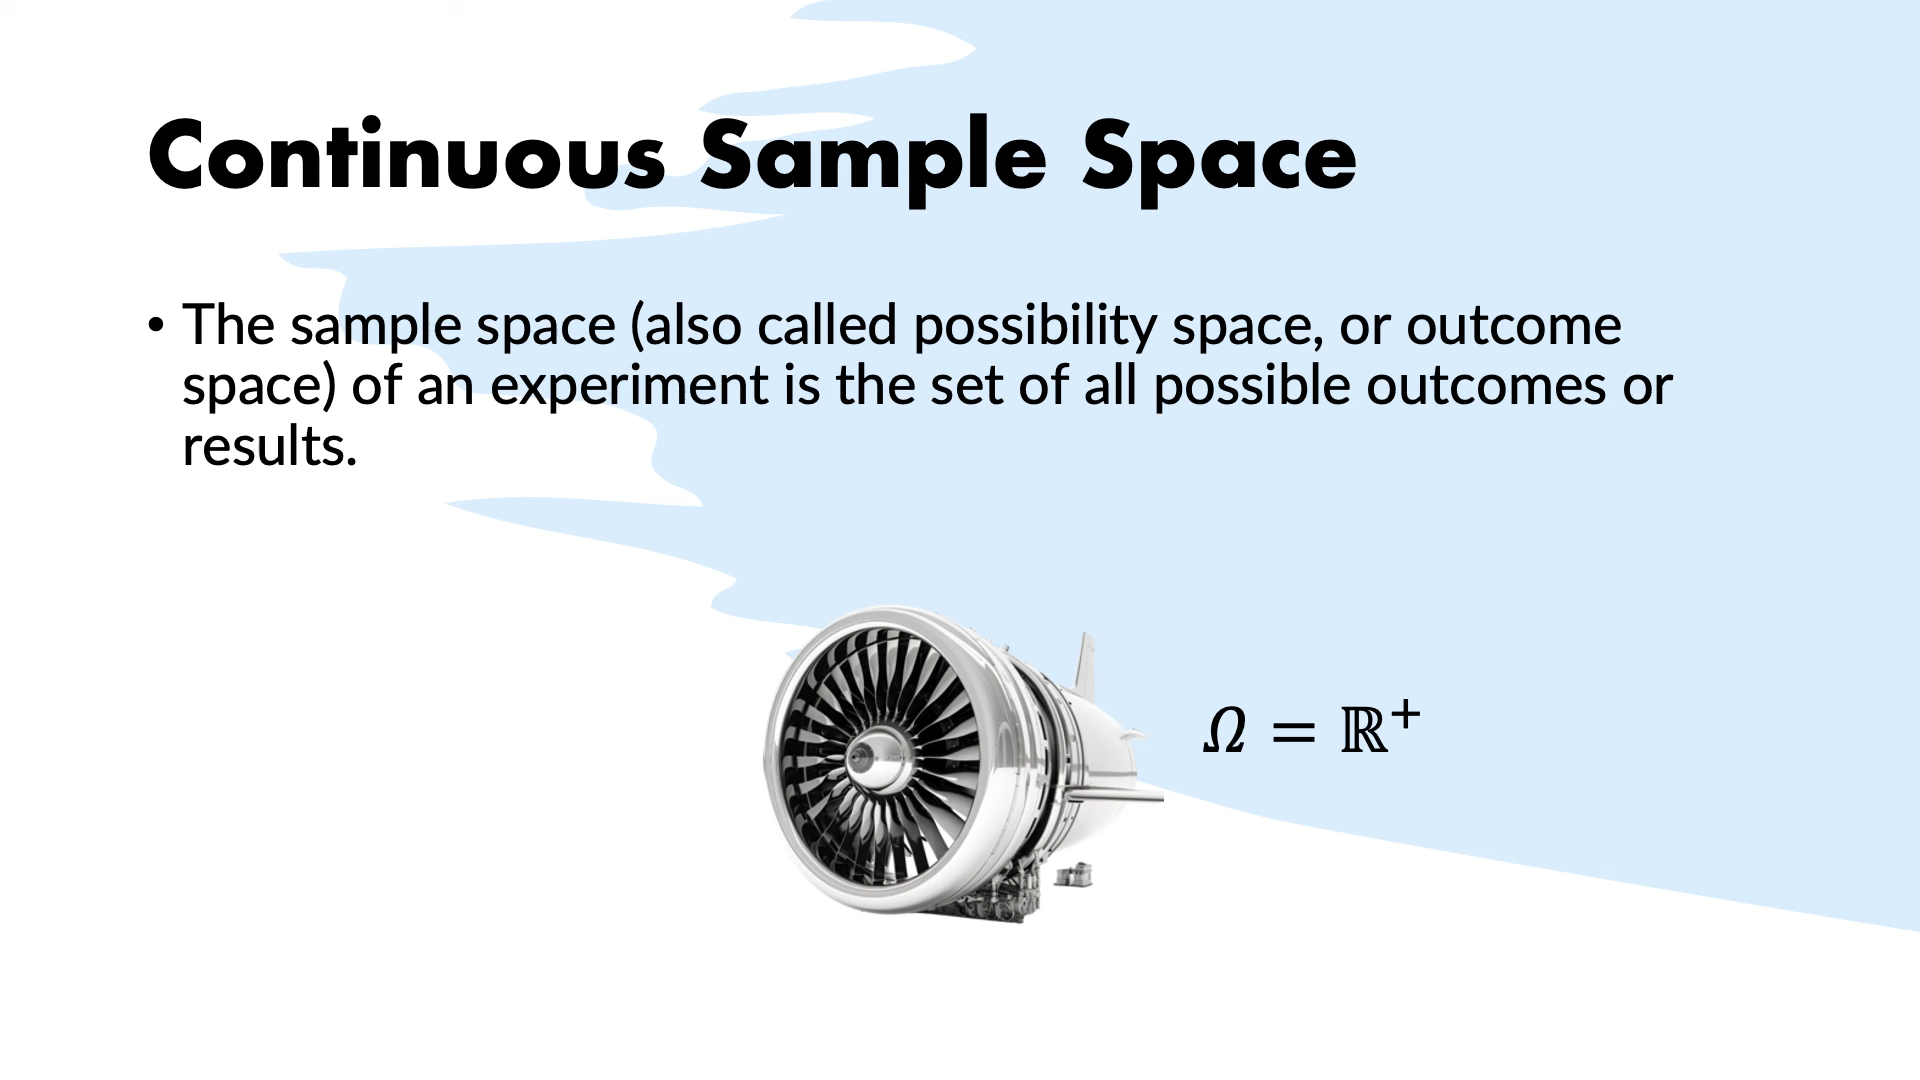 Continuous Sample Space
• The sample space (also called possibility space, or outcome
space) of an experiment is the set of all possible outcomes or
results.
𝛺 = ℝ⁺